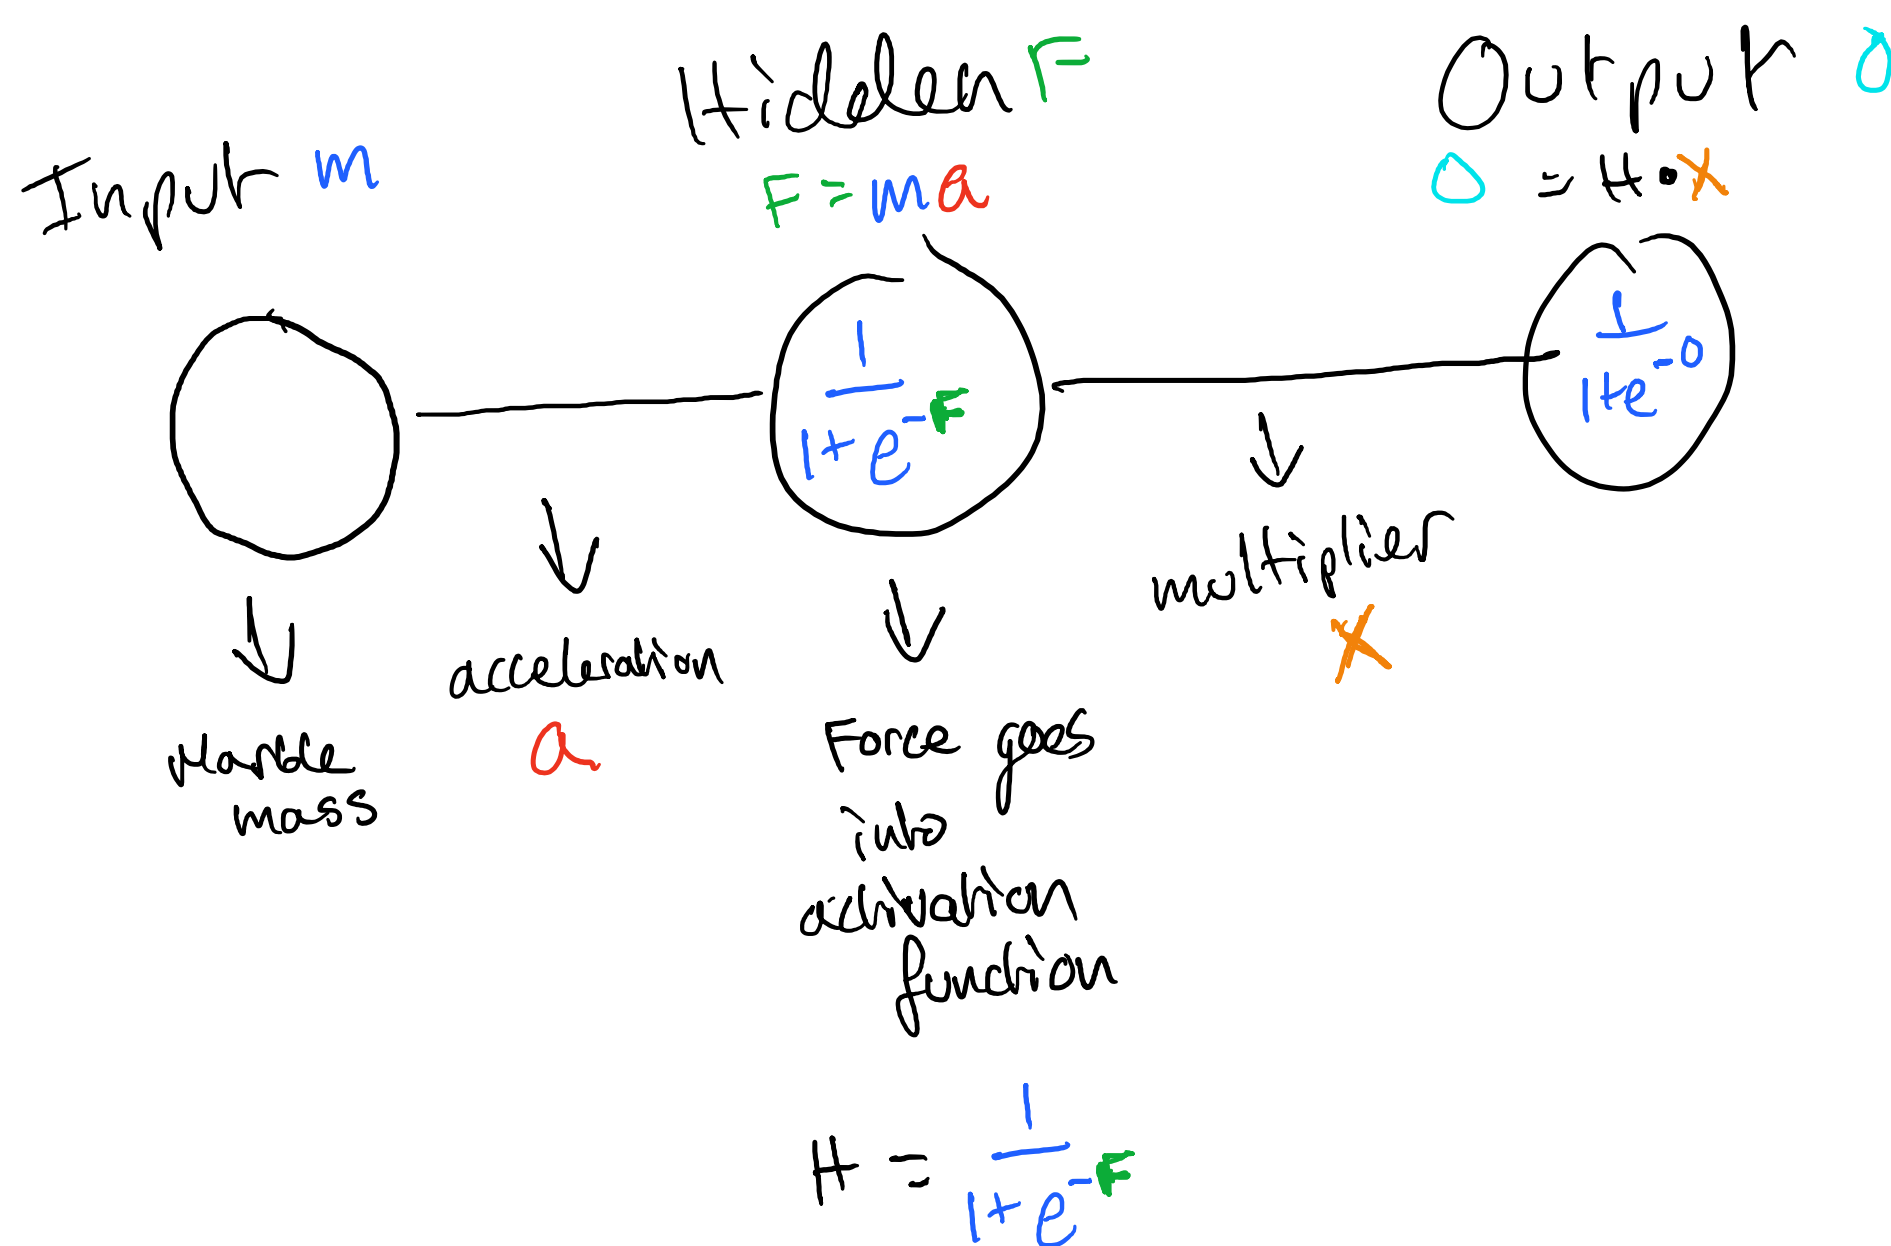 Input m
Hidden F
F = ma
Output O
O = H • X
1
1+e^-F
1
1+e^-O
Marble
mass
acceleration
a
Force goes
into
activation
function
multiplier
X
H = 1
1+e^-F